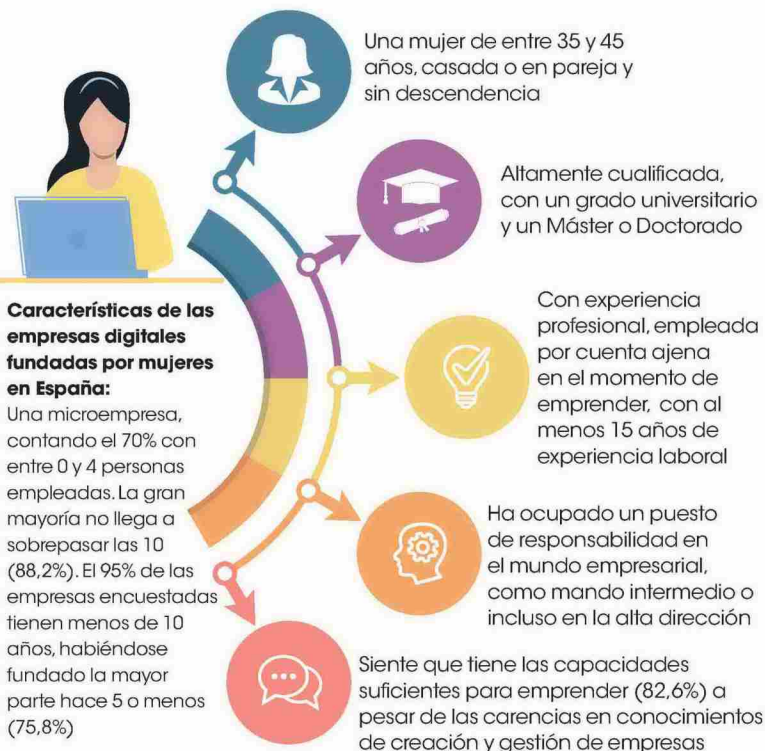 Una mujer de entre 35 y 45
años, casada o en pareja y
sin descendencia
Altamente cualificada,
con un grado universitario
y un Máster o Doctorado
Con experiencia
profesional, empleada
por cuenta ajena
en el momento de
emprender, con al
menos 15 años de
experiencia laboral
Ha ocupado un puesto
de responsabilidad en
el mundo empresarial,
como mando intermedio o
incluso en la alta dirección
Siente que tiene las capacidades
suficientes para emprender (82,6%) a
pesar de las carencias en conocimientos
de creación y gestión de empresas
Características de las
empresas digitales
fundadas por mujeres
en España:
Una microempresa,
contando el 70% con
entre 0 y 4 personas
empleadas. La gran
mayoría no llega a
sobrepasar las 10
(88,2%). El 95% de las
empresas encuestadas
tienen menos de 10
años, habiéndose
fundado la mayor
parte hace 5 o menos
(75,8%)